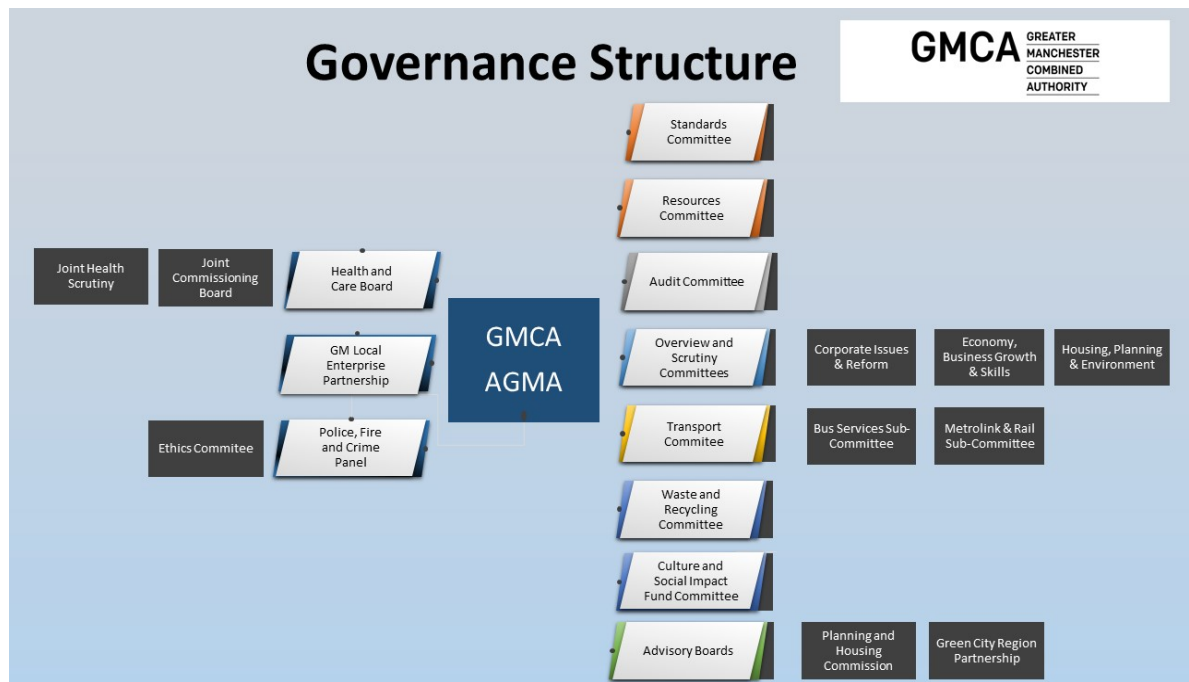 Governance Structure
GMCA
GREATER
MANCHESTER
COMBINED
AUTHORITY
Standards
Committee
Resources
Committee
Joint Health
Scrutiny
Joint
Commissioning
Board
Health and
Care Board
Audit Committee
GMCA
AGMA
GM Local
Enterprise
Partnership
Overview and
Scrutiny
Committees
Corporate Issues
& Reform
Economy,
Business Growth
& Skills
Housing, Planning
& Environment
Ethics Commitee
Police, Fire
and Crime
Panel
Transport
Commitee
Bus Services Sub-
Committee
Metrolink & Rail
Sub-Committee
Waste and
Recycling
Committee
Culture and
Social Impact
Fund Committee
Advisory Boards
Planning and
Housing
Commission
Green City Region
Partnership